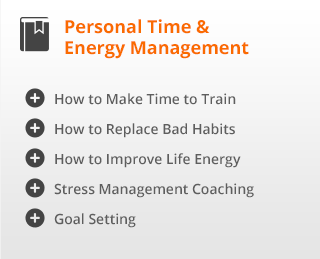 Personal Time &
Energy Management
How to Make Time to Train
How to Replace Bad Habits
How to Improve Life Energy
Stress Management Coaching
Goal Setting